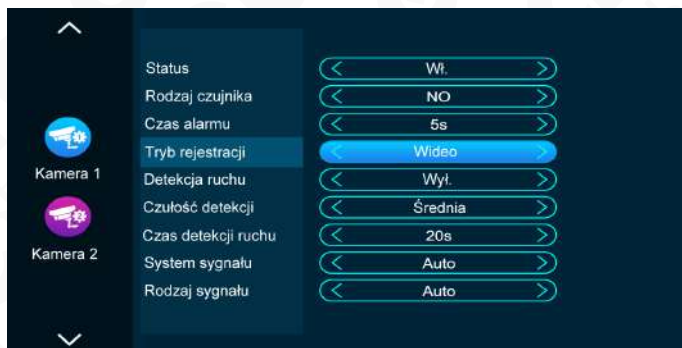 Kamera 1
Kamera 2
Status Wł.
Rodzaj czujnika NO
Czas alarmu 5s
Tryb rejestracji Wideo
Detekcja ruchu Wył.
Czułość detekcji Średnia
Czas detekcji ruchu 20s
System sygnału Auto
Rodzaj sygnału Auto